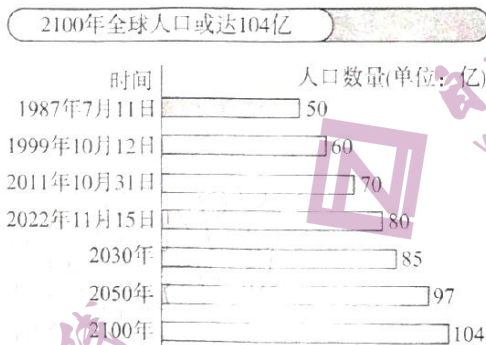 2100年全球人口或达104亿
时间 人口数量(单位：亿)
1987年7月11日 50
1999年10月12日 60
2011年10月31日 70
2022年11月15日 80
2030年 85
2050年 97
2100年 104